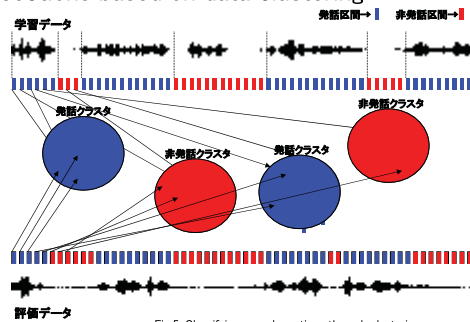 発話区間→ 非発話区間→
学習データ
発話クラスタ
非発話クラスタ
発話クラスタ
非発話クラスタ
評価データ